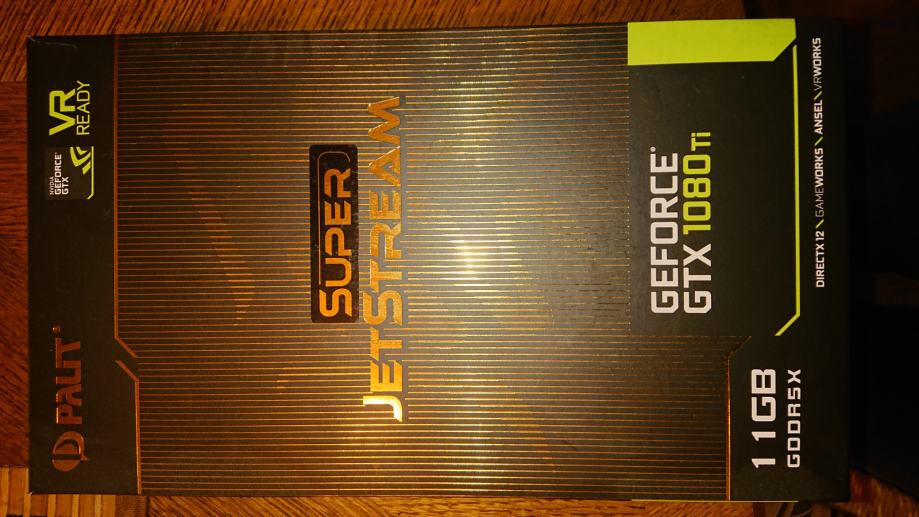 PALIT®
NVIDIA
GEFORCE®
GTX
VR
READY
SUPER
JETSTREAM
GEFORCE®
GTX 1080 Ti
11GB
GDDR5X
DIRECTX 12 \ GAMEWORKS \ ANSEL \ VRWORKS